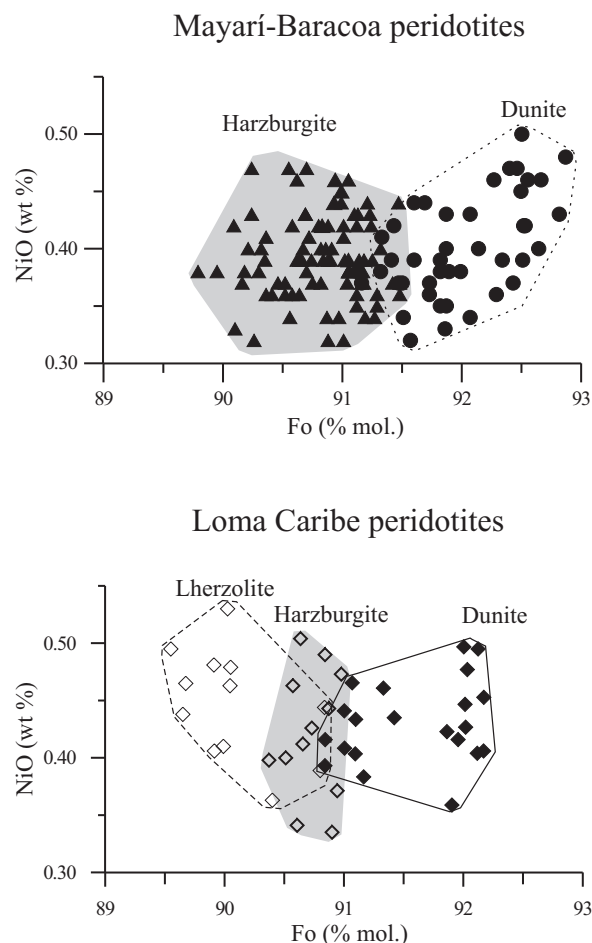 Mayarí-Baracoa peridotites
Harzburgite
Dunite
0.50
0.40
0.30
NiO (wt %)
89
90
91
92
93
Fo (% mol.)
Loma Caribe peridotites
Lherzolite
Harzburgite
Dunite
0.50
0.40
0.30
NiO (wt %)
89
90
91
92
93
Fo (% mol.)